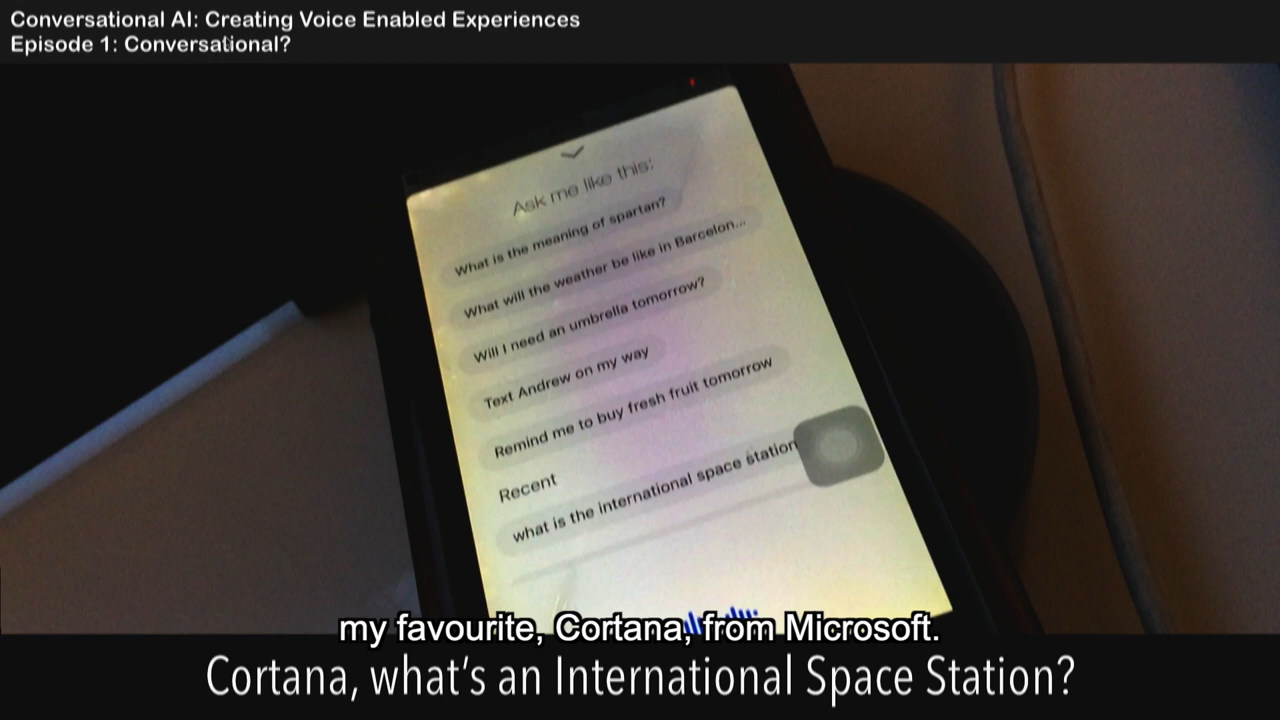 Conversational AI: Creating Voice Enabled Experiences
Episode 1: Conversational?
Ask me like this:
What is the meaning of spartan?
What will the weather be like in Barcelon...
Will I need an umbrella tomorrow?
Text Andrew on my way
Remind me to buy fresh fruit tomorrow
Recent
what is the international space station
my favourite, Cortana, from Microsoft.
Cortana, what’s an International Space Station?